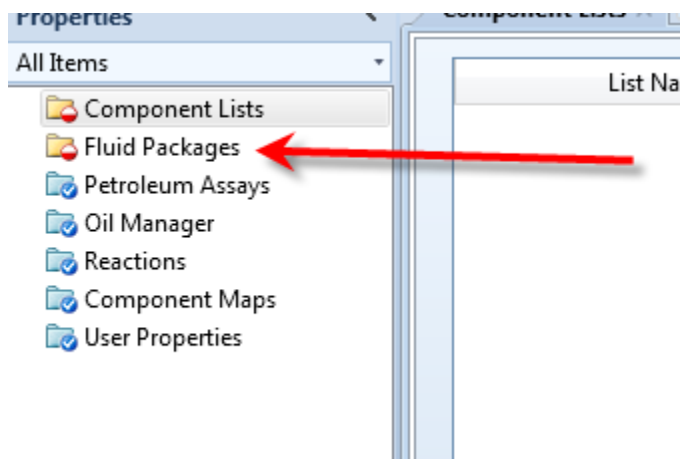 Properties
Component Lists
All Items
List Na
Component Lists
Fluid Packages
Petroleum Assays
Oil Manager
Reactions
Component Maps
User Properties